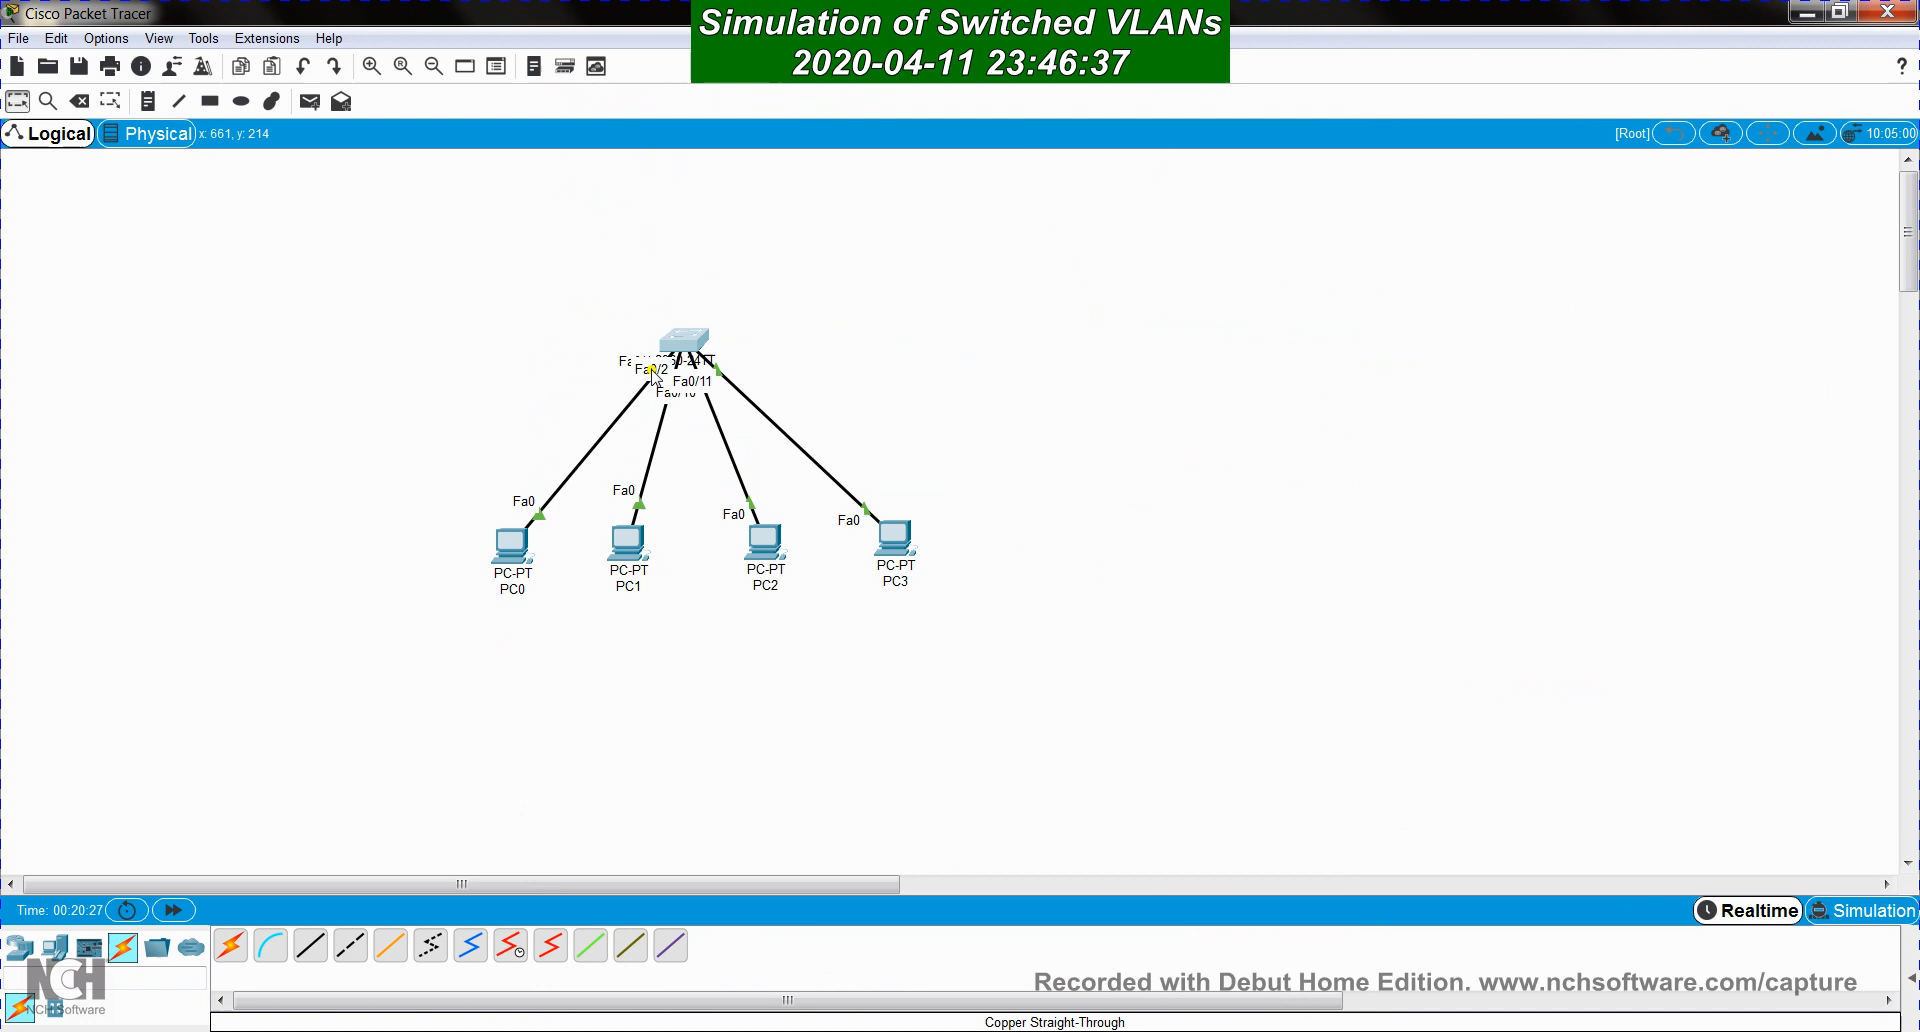 Cisco Packet Tracer
Simulation of Switched VLANs
2020-04-11 23:46:37
File Edit Options View Tools Extensions Help
Logical Physical x: 661, y: 214 [Root] 10:05:00
Fa0/2
Fa0/11
Fa0 Fa0 Fa0 Fa0
PC-PT
PC0
PC-PT
PC1
PC-PT
PC2
PC-PT
PC3
Time: 00:20:27 Realtime Simulation
NCH
NCH Software
Recorded with Debut Home Edition. www.nchsoftware.com/capture
Copper Straight-Through